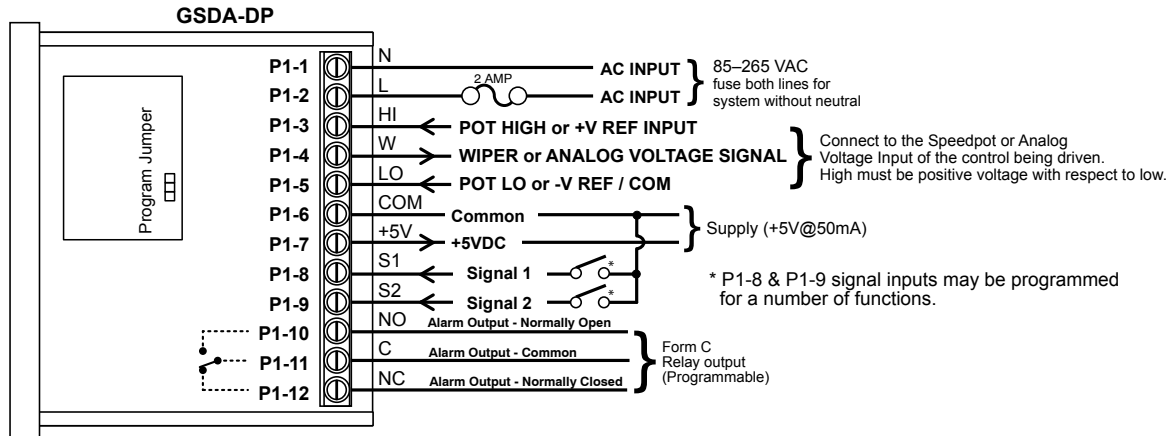 GSDA-DP
Program Jumper
P1-1 N AC INPUT
P1-2 L 2 AMP AC INPUT
85–265 VAC
fuse both lines for
system without neutral
P1-3 HI POT HIGH or +V REF INPUT
P1-4 W WIPER or ANALOG VOLTAGE SIGNAL
P1-5 LO POT LO or -V REF / COM
Connect to the Speedpot or Analog
Voltage Input of the control being driven.
High must be positive voltage with respect to low.
P1-6 COM Common
P1-7 +5V +5VDC
Supply (+5V@50mA)
P1-8 S1 Signal 1 *
P1-9 S2 Signal 2 *
* P1-8 & P1-9 signal inputs may be programmed
for a number of functions.
P1-10 NO Alarm Output - Normally Open
P1-11 C Alarm Output - Common
P1-12 NC Alarm Output - Normally Closed
Form C
Relay output
(Programmable)